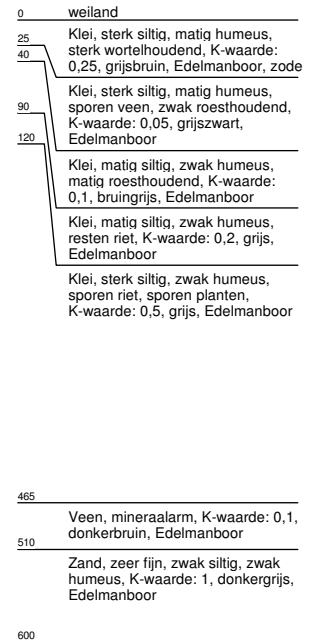 0 weiland
25 Klei, sterk siltig, matig humeus,
sterk wortelhoudend, K-waarde:
0,25, grijsbruin, Edelmanboor, zode
40 Klei, sterk siltig, matig humeus,
sporen veen, zwak roesthoudend,
K-waarde: 0,05, grijszwart,
Edelmanboor
90 Klei, matig siltig, zwak humeus,
matig roesthoudend, K-waarde:
0,1, bruingrijs, Edelmanboor
120 Klei, matig siltig, zwak humeus,
resten riet, K-waarde: 0,2, grijs,
Edelmanboor
Klei, sterk siltig, zwak humeus,
sporen riet, sporen planten,
K-waarde: 0,5, grijs, Edelmanboor
465
Veen, mineraalarm, K-waarde: 0,1,
donkerbruin, Edelmanboor
510
Zand, zeer fijn, zwak siltig, zwak
humeus, K-waarde: 1, donkergrijs,
Edelmanboor
600